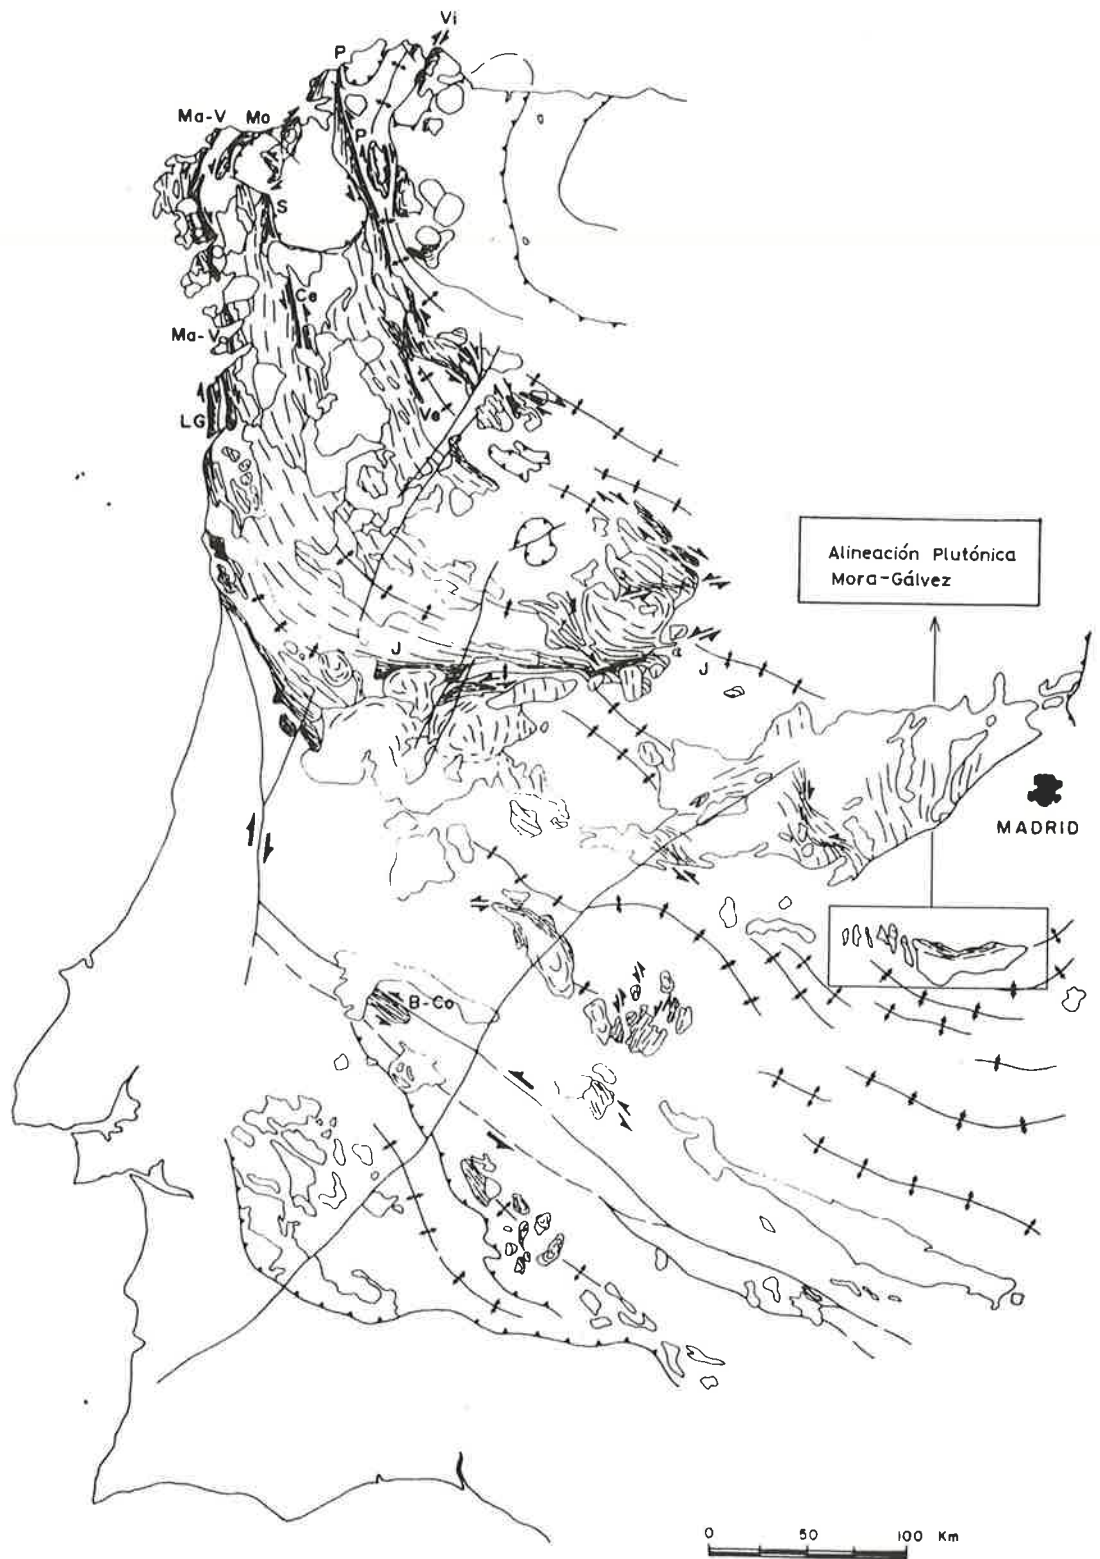 Vi
P
Ma-V
Mo
P
S
Ce
Ma-V
LG
Ve
Alineación Plutónica
Mora-Gálvez
J
J
MADRID
B-Co
0 50 100 Km